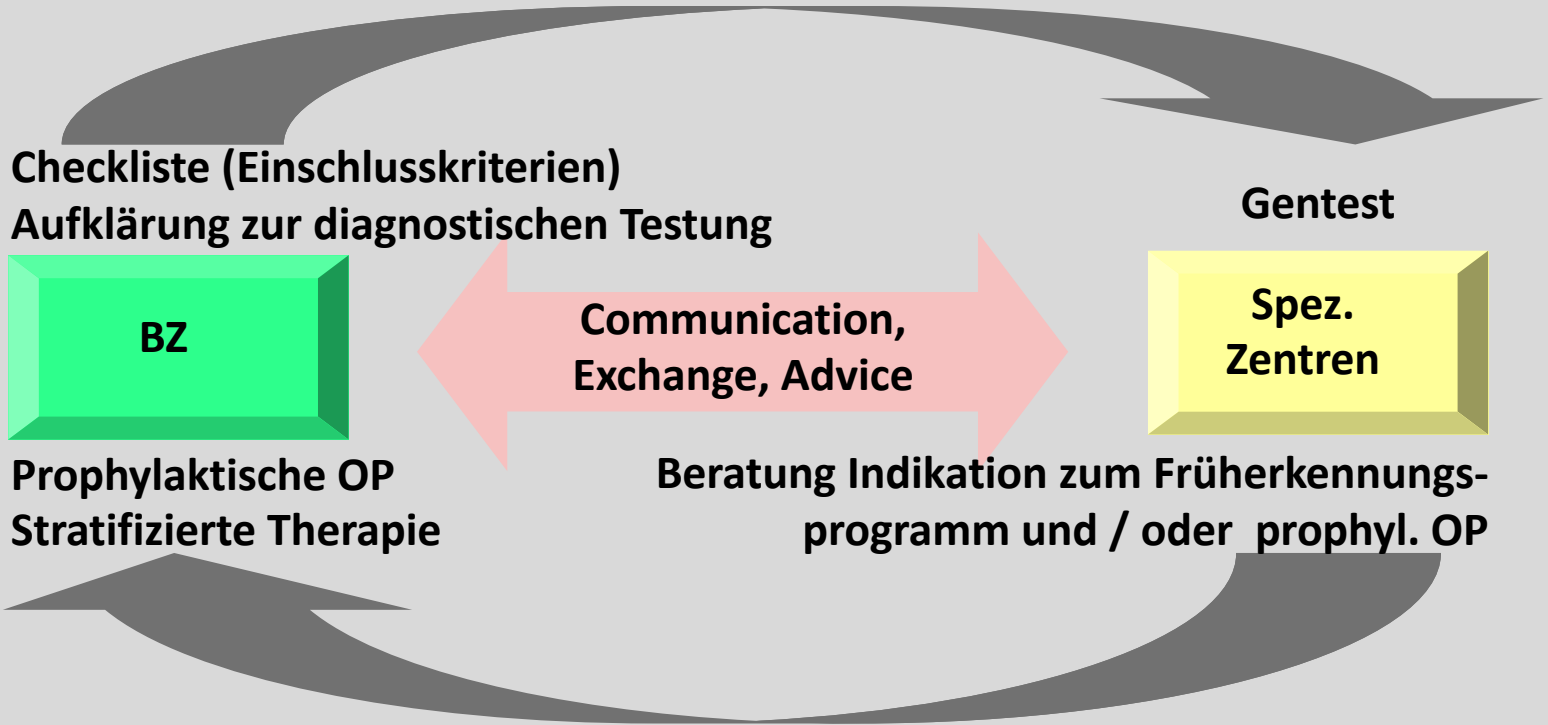 Checkliste (Einschlusskriterien)
Aufklärung zur diagnostischen Testung
Gentest
BZ
Communication,
Exchange, Advice
Spez.
Zentren
Prophylaktische OP
Stratifizierte Therapie
Beratung Indikation zum Früherkennungs-
programm und / oder prophyl. OP